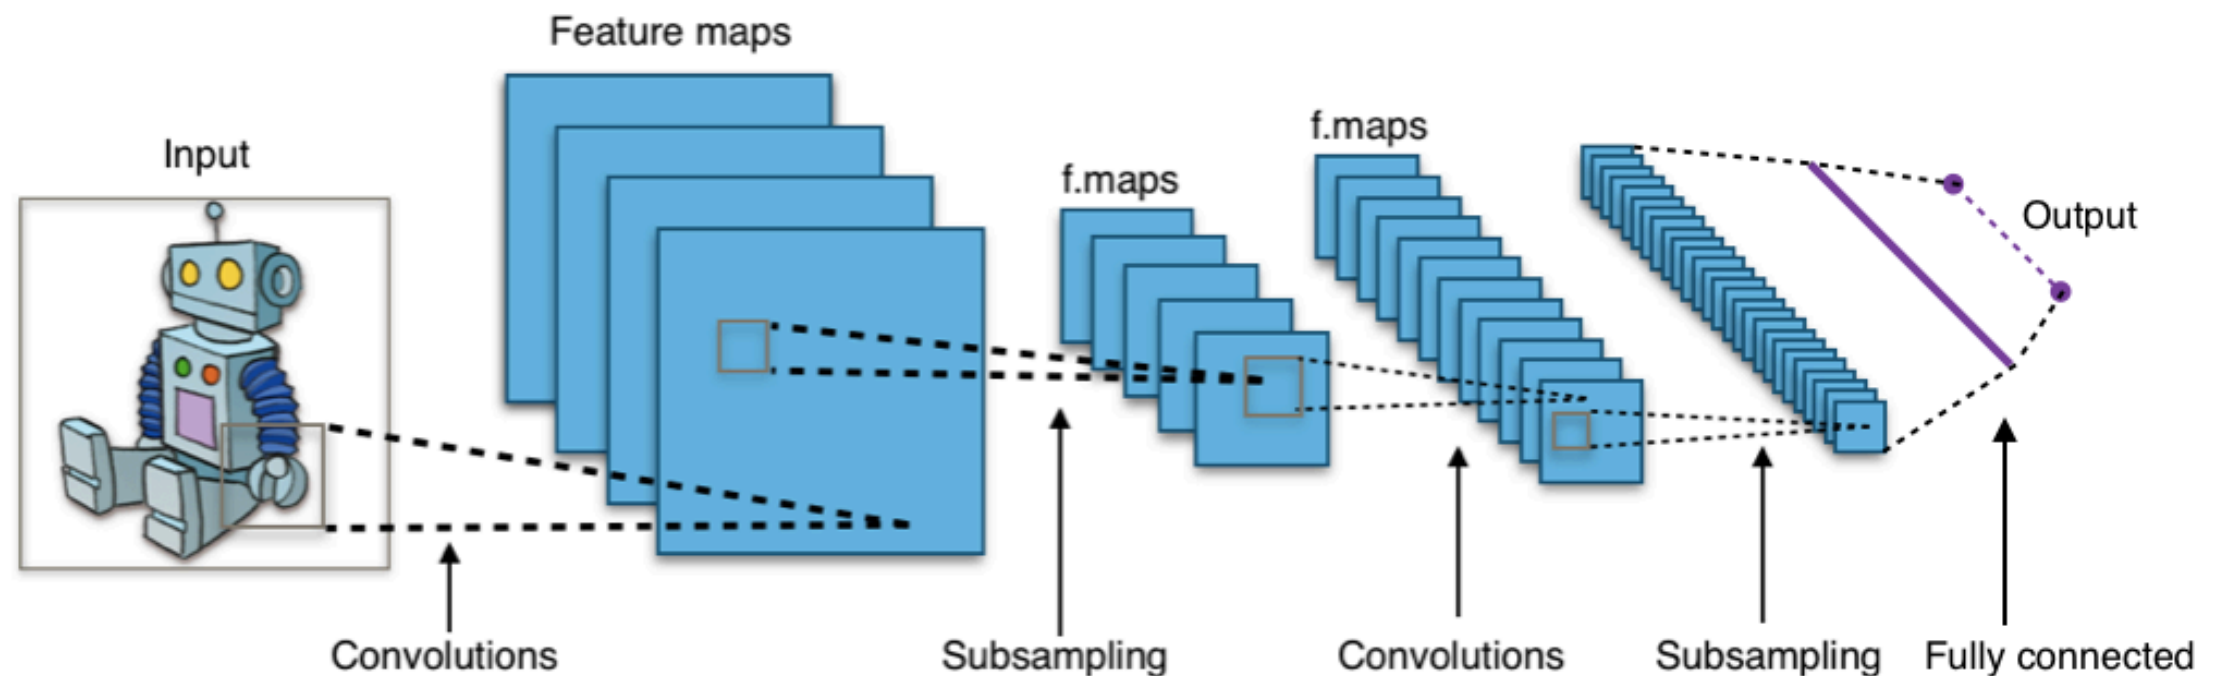 Feature maps
f.maps
Input
f.maps
Output
Convolutions
Subsampling
Convolutions
Subsampling
Fully connected